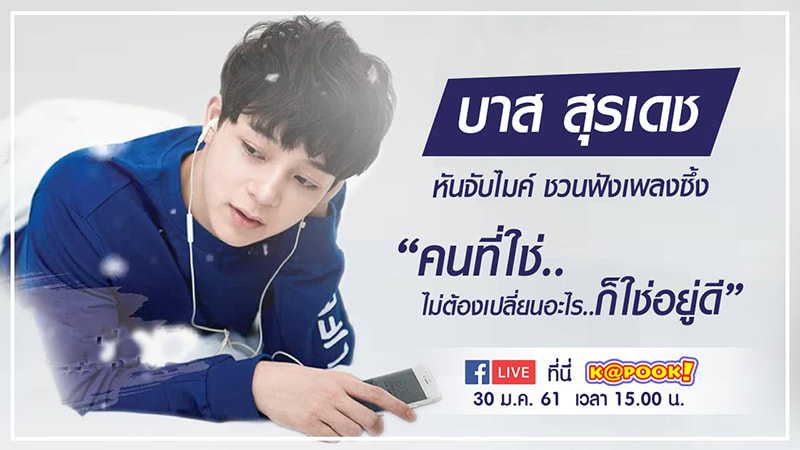 บาส สุรเดช
หันจับไมค์ ชวนฟังเพลงซึ้ง
“คนที่ใช่..
ไม่ต้องเปลี่ยนอะไร..ก็ใช่อยู่ดี”
f LIVE ที่นี่ K@POOK!
30 ม.ค. 61 เวลา 15.00 น.
LIFE